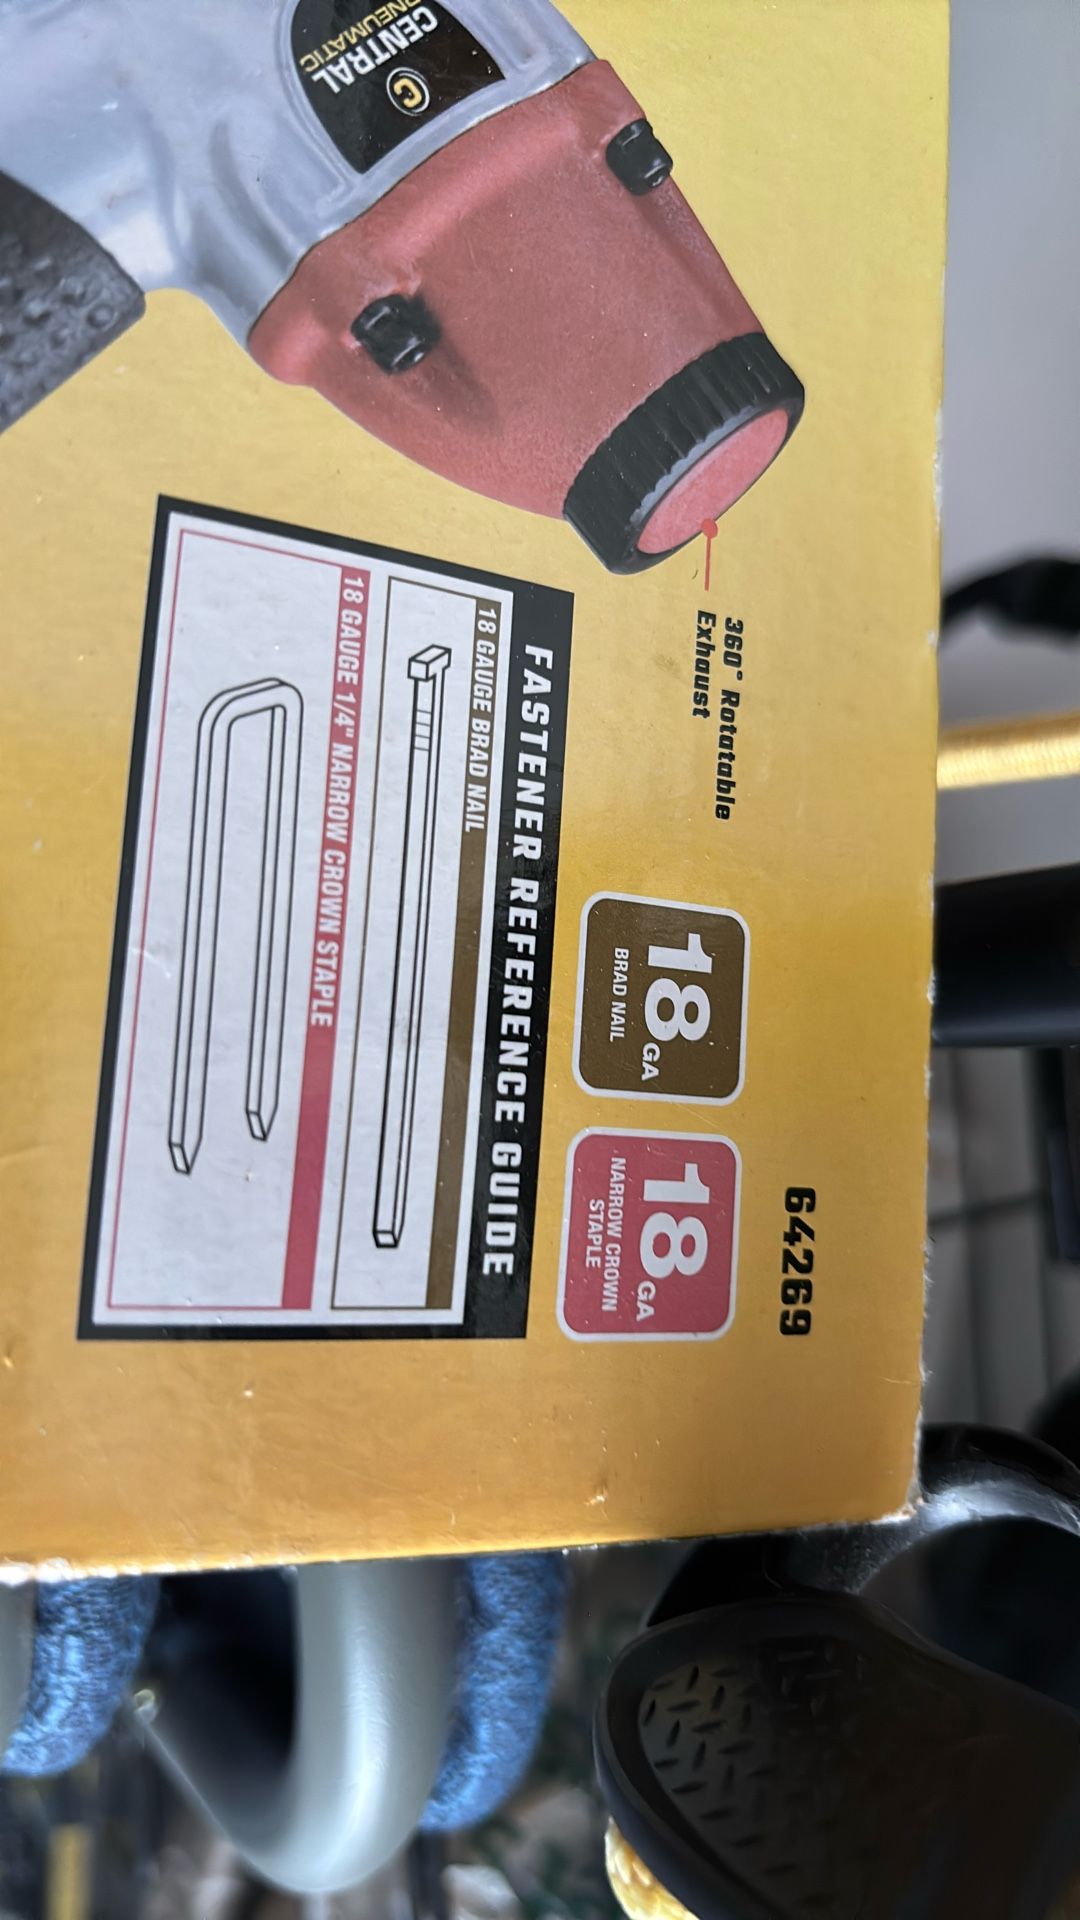 CENTRAL
PNEUMATIC
C
360° Rotatable
Exhaust
64269
18 GA
BRAD NAIL
18 GA
NARROW CROWN
STAPLE
FASTENER REFERENCE GUIDE
18 GAUGE BRAD NAIL
18 GAUGE 1/4" NARROW CROWN STAPLE